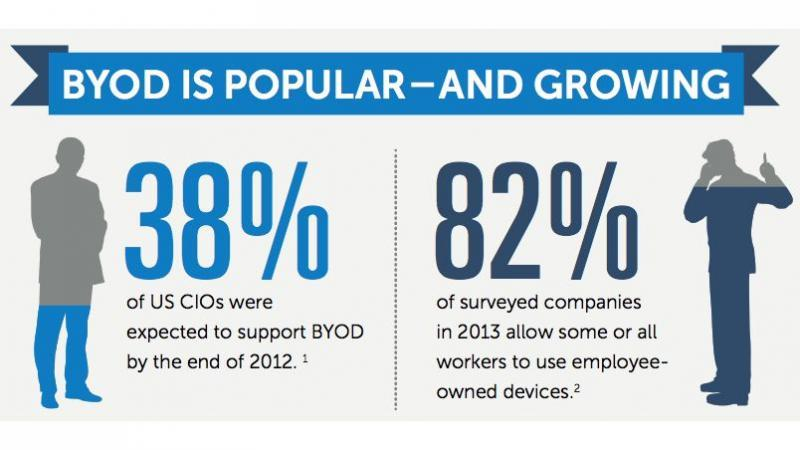 BYOD IS POPULAR – AND GROWING
38%
of US CIOs were
expected to support BYOD
by the end of 2012. 1
82%
of surveyed companies
in 2013 allow some or all
workers to use employee-
owned devices.2